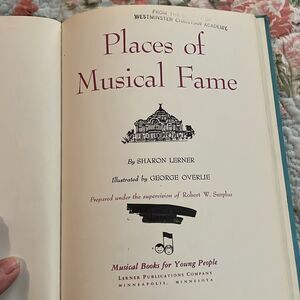 FROM THE
WESTMINSTER CHRISTIAN ACADEMY
Places of
Musical Fame
By SHARON LERNER
Illustrated by GEORGE OVERLIE
Prepared under the supervision of Robert W. Surplus
Musical Books for Young People
LERNER PUBLICATIONS COMPANY
MINNEAPOLIS, MINNESOTA